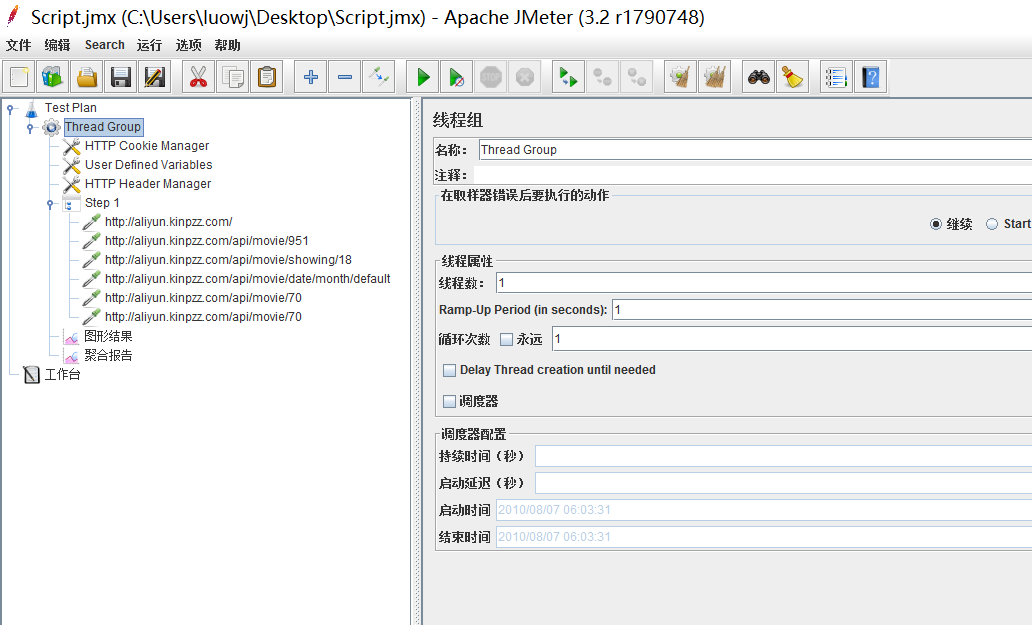 Script.jmx (C:\Users\luowj\Desktop\Script.jmx) - Apache JMeter (3.2 r1790748)
文件 编辑 Search 运行 选项 帮助
STOP
Test Plan
Thread Group
HTTP Cookie Manager
User Defined Variables
HTTP Header Manager
Step 1
http://aliyun.kinpzz.com/
http://aliyun.kinpzz.com/api/movie/951
http://aliyun.kinpzz.com/api/movie/showing/18
http://aliyun.kinpzz.com/api/movie/date/month/default
http://aliyun.kinpzz.com/api/movie/70
http://aliyun.kinpzz.com/api/movie/70
图形结果
聚合报告
工作台
线程组
名称： Thread Group
注释：
在取样器错误后要执行的动作
继续 Start
线程属性
线程数： 1
Ramp-Up Period (in seconds): 1
循环次数 永远 1
Delay Thread creation until needed
调度器
调度器配置
持续时间（秒）
启动延迟（秒）
启动时间 2010/08/07 06:03:31
结束时间 2010/08/07 06:03:31